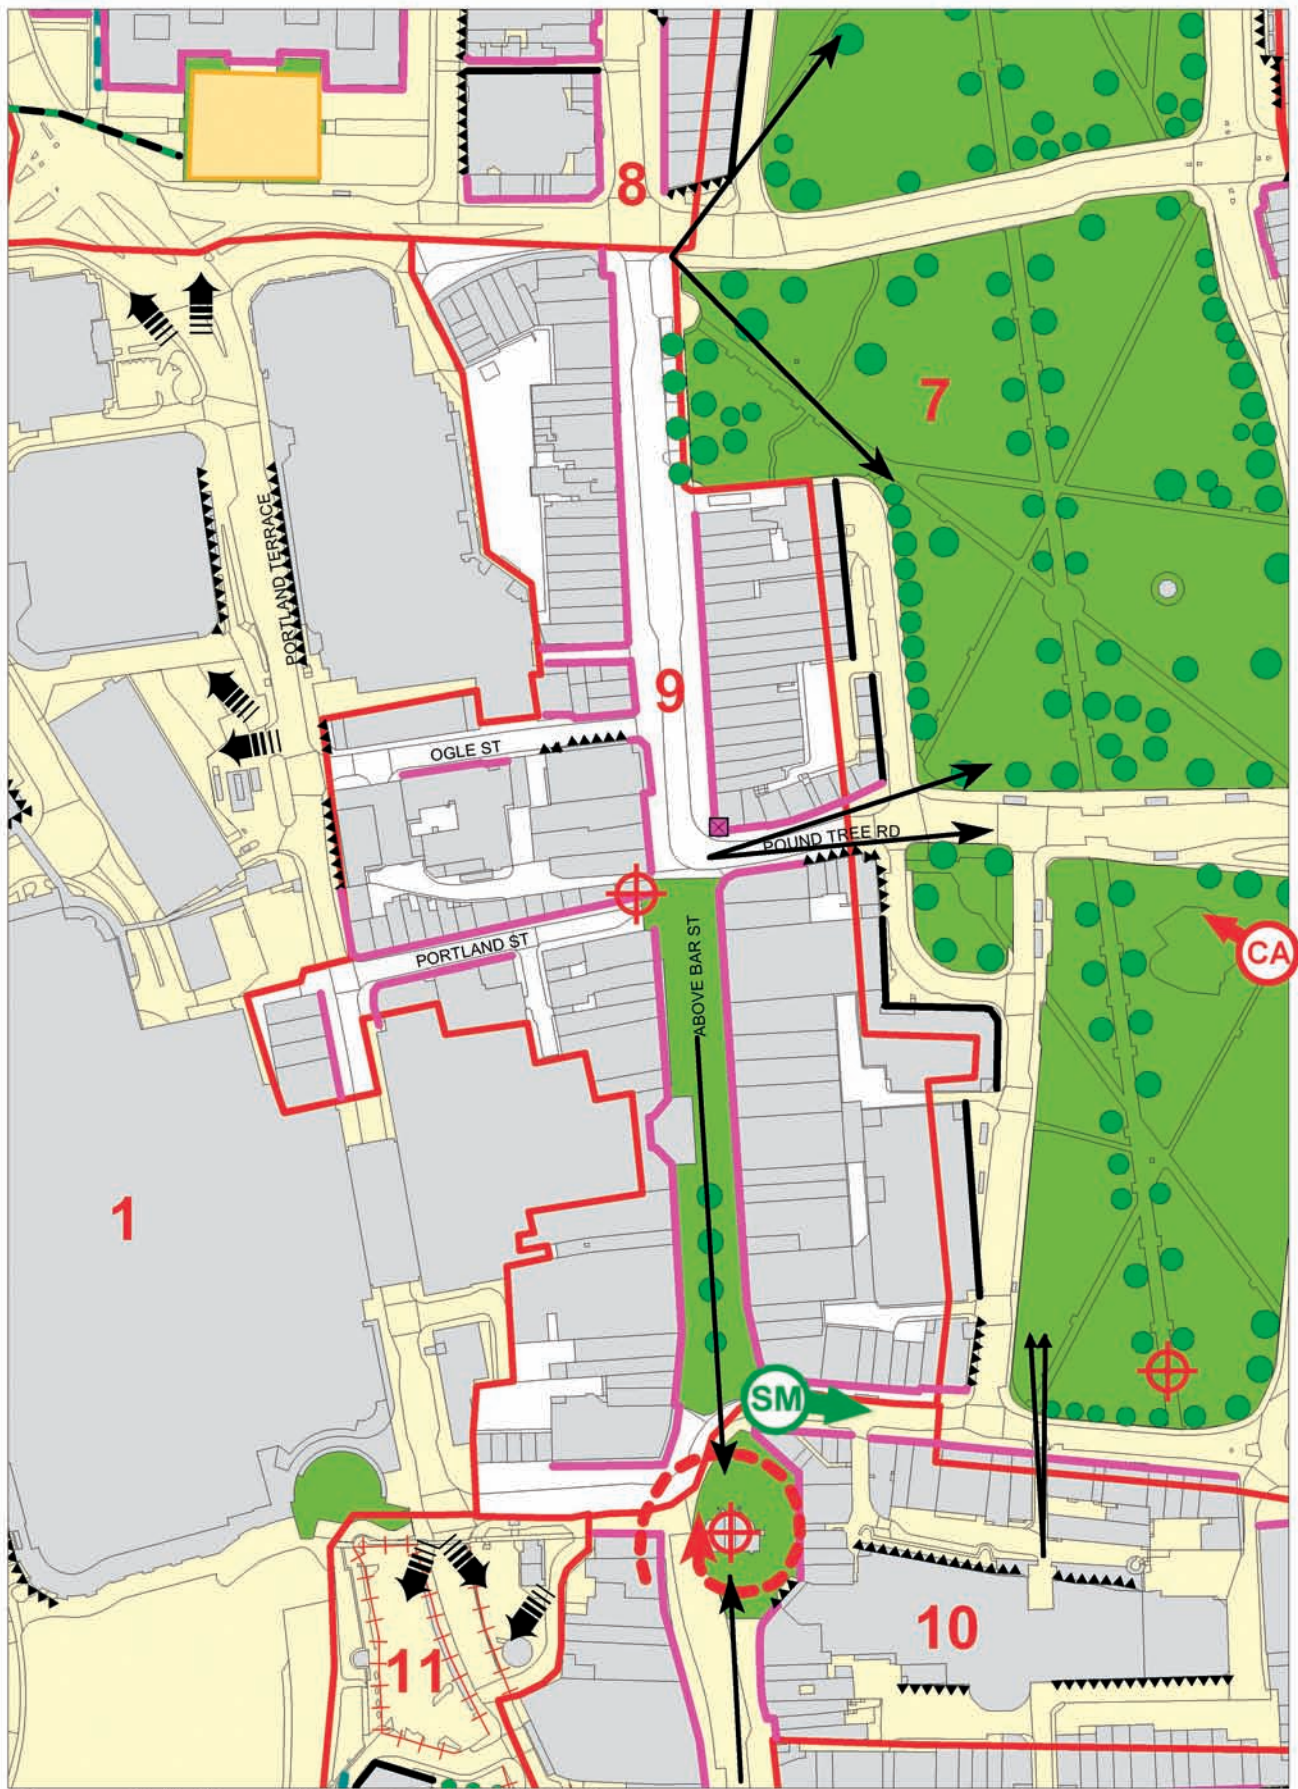 8
7
PORTLAND TERRACE
9
OGLE ST
POUND TREE RD
PORTLAND ST
ABOVE BAR ST
CA
1
SM
10
11